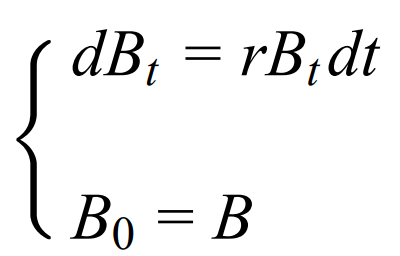 dB_t = rB_t dt
B_0 = B